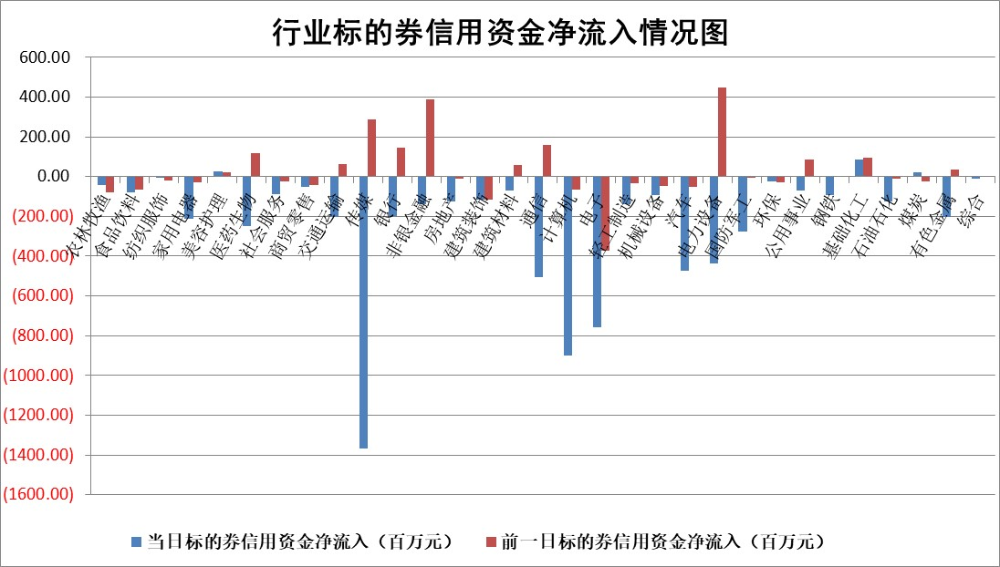 行业标的券信用资金净流入情况图
600.00
400.00
200.00
0.00
(200.00)
(400.00)
(600.00)
(800.00)
(1000.00)
(1200.00)
(1400.00)
(1600.00)
农林牧渔
食品饮料
纺织服饰
家用电器
美容护理
医药生物
社会服务
商贸零售
交通运输
传媒
银行
非银金融
房地产
建筑装饰
建筑材料
通信
计算机
电子
轻工制造
机械设备
汽车
电力设备
国防军工
环保
公用事业
钢铁
基础化工
石油石化
煤炭
有色金属
综合
当日标的券信用资金净流入（百万元）
前一日标的券信用资金净流入（百万元）